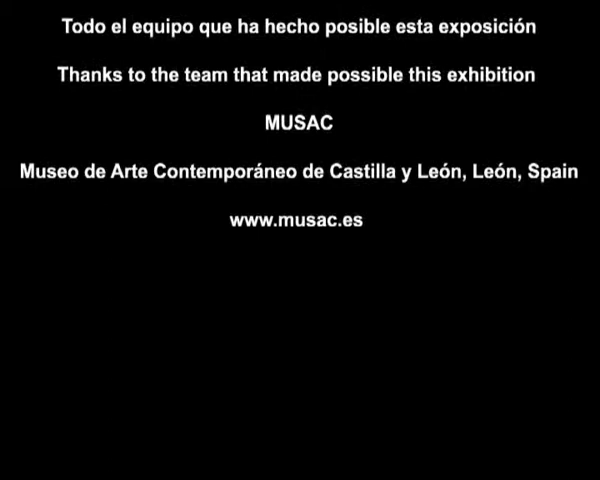 Todo el equipo que ha hecho posible esta exposición
Thanks to the team that made possible this exhibition
MUSAC
Museo de Arte Contemporáneo de Castilla y León, León, Spain
www.musac.es